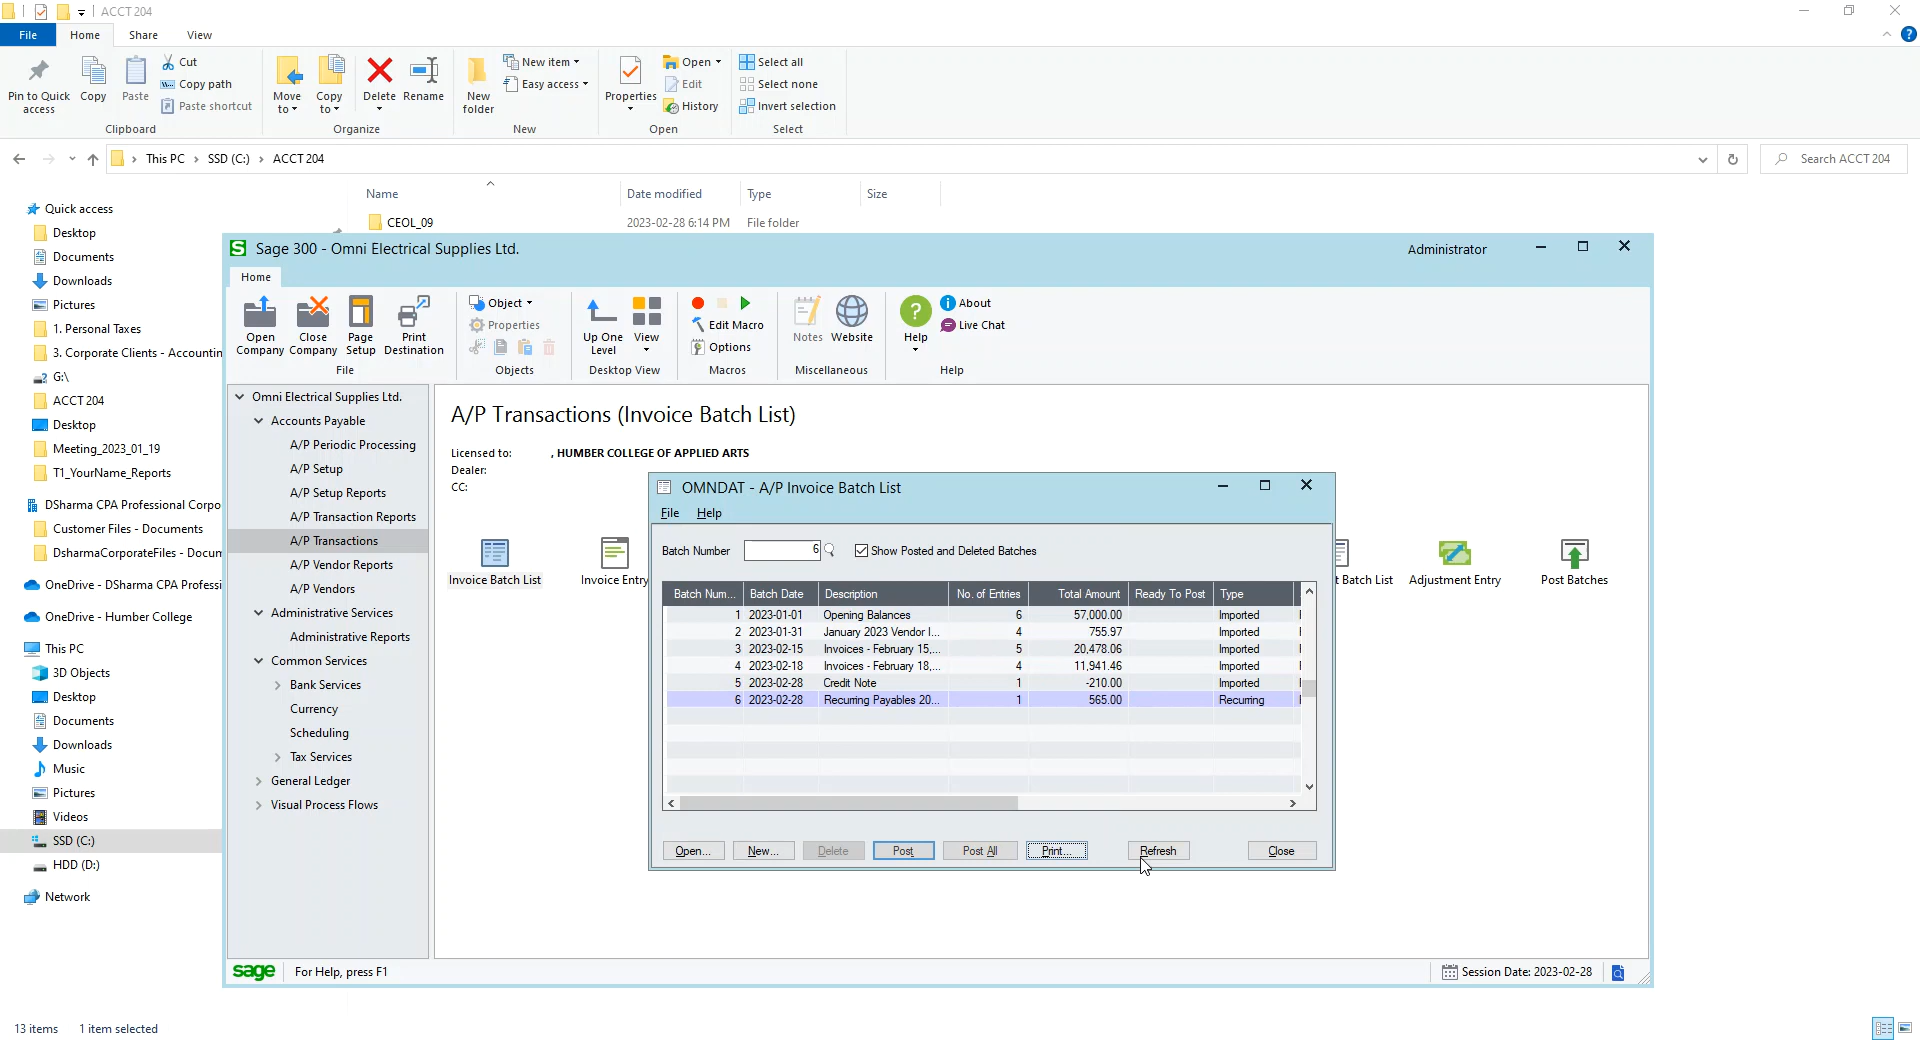 ACCT 204
File Home Share View
Pin to Quick access
Copy
Paste
Cut
Copy path
Paste shortcut
Clipboard
Move to
Copy to
Delete
Rename
Organize
New folder
New item
Easy access
New
Properties
Open
Edit
History
Open
Select all
Select none
Invert selection
Select
This PC > SSD (C:) > ACCT 204
Search ACCT 204
Name Date modified Type Size
CEOL_09 2023-02-28 6:14 PM File folder
Quick access
Desktop
Documents
Downloads
Pictures
1. Personal Taxes
3. Corporate Clients - Accountin
G:\
ACCT 204
Desktop
Meeting_2023_01_19
T1_YourName_Reports
DSharma CPA Professional Corpo
Customer Files - Documents
DsharmaCorporateFiles - Docum
OneDrive - DSharma CPA Professi
OneDrive - Humber College
This PC
3D Objects
Desktop
Documents
Downloads
Music
Pictures
Videos
SSD (C:)
HDD (D:)
Network
13 items 1 item selected
Sage 300 - Omni Electrical Supplies Ltd.
Administrator
Home
Open Company
Close Company
Page Setup
Print Destination
File
Object
Properties
Objects
Up One Level
View
Desktop View
Edit Macro
Options
Macros
Notes
Website
Miscellaneous
Help
About
Live Chat
Help
Omni Electrical Supplies Ltd.
Accounts Payable
A/P Periodic Processing
A/P Setup
A/P Setup Reports
A/P Transaction Reports
A/P Transactions
A/P Vendor Reports
A/P Vendors
Administrative Services
Administrative Reports
Common Services
Bank Services
Currency
Scheduling
Tax Services
General Ledger
Visual Process Flows
A/P Transactions (Invoice Batch List)
Licensed to: , HUMBER COLLEGE OF APPLIED ARTS
Dealer:
CC:
Invoice Batch List
Invoice Entry
Batch List
Adjustment Entry
Post Batches
OMNDAT - A/P Invoice Batch List
File Help
Batch Number 6 Show Posted and Deleted Batches
Batch Num... Batch Date Description No. of Entries Total Amount Ready To Post Type
1 2023-01-01 Opening Balances 6 57,000.00 Imported
2 2023-01-31 January 2023 Vendor I... 4 755.97 Imported
3 2023-02-15 Invoices - February 15,... 5 20,478.06 Imported
4 2023-02-18 Invoices - February 18,... 4 11,941.46 Imported
5 2023-02-28 Credit Note 1 -210.00 Imported
6 2023-02-28 Recurring Payables 20... 1 565.00 Recurring
Open... New... Delete Post Post All Print... Refresh Close
sage For Help, press F1
Session Date: 2023-02-28